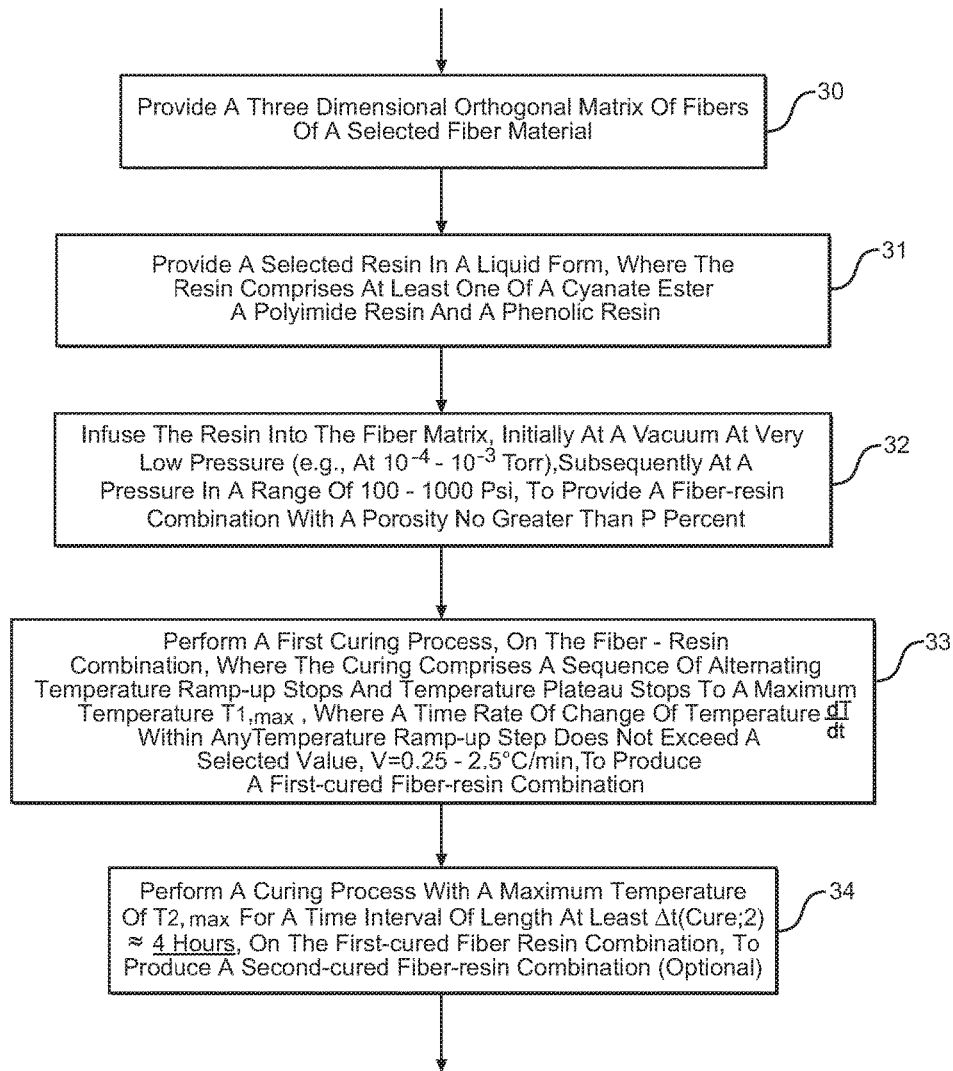 Provide A Three Dimensional Orthogonal Matrix Of Fibers
Of A Selected Fiber Material
30
Provide A Selected Resin In A Liquid Form, Where The
Resin Comprises At Least One Of A Cyanate Ester
A Polyimide Resin And A Phenolic Resin
31
Infuse The Resin Into The Fiber Matrix, Initially At A Vacuum At Very
Low Pressure (e.g., At 10⁻⁴ - 10⁻³ Torr),Subsequently At A
Pressure In A Range Of 100 - 1000 Psi, To Provide A Fiber-resin
Combination With A Porosity No Greater Than P Percent
32
Perform A First Curing Process, On The Fiber - Resin
Combination, Where The Curing Comprises A Sequence Of Alternating
Temperature Ramp-up Stops And Temperature Plateau Stops To A Maximum
Temperature T1,max , Where A Time Rate Of Change Of Temperature dT/dt
Within AnyTemperature Ramp-up Step Does Not Exceed A
Selected Value, V=0.25 - 2.5°C/min,To Produce
A First-cured Fiber-resin Combination
33
Perform A Curing Process With A Maximum Temperature
Of T2, max For A Time Interval Of Length At Least Δt(Cure;2)
≈ 4 Hours, On The First-cured Fiber Resin Combination, To
Produce A Second-cured Fiber-resin Combination (Optional)
34